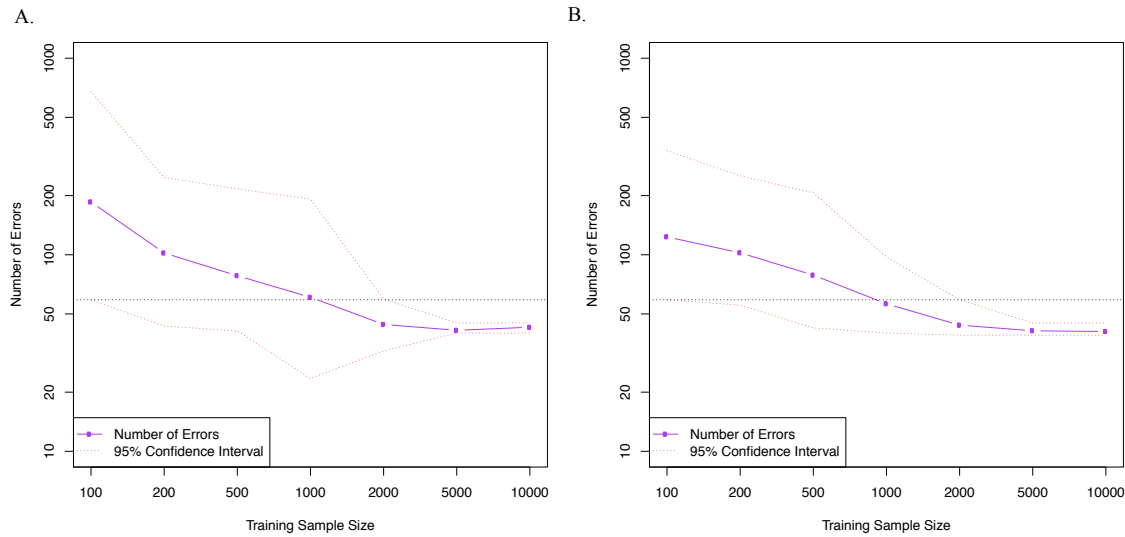 A.
1000
500
200
100
50
20
10
Number of Errors
Number of Errors
95% Confidence Interval
100 200 500 1000 2000 5000 10000
Training Sample Size
B.
1000
500
200
100
50
20
10
Number of Errors
Number of Errors
95% Confidence Interval
100 200 500 1000 2000 5000 10000
Training Sample Size